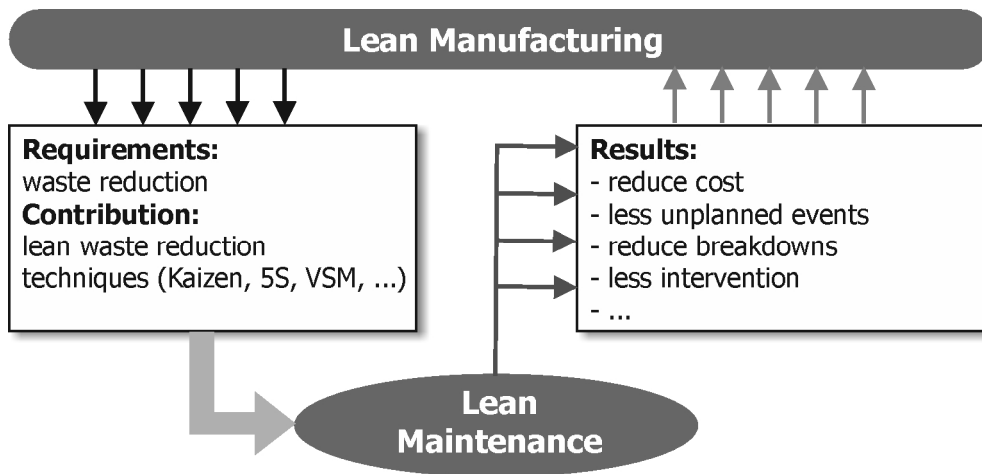 Lean Manufacturing
Requirements:
waste reduction
Contribution:
lean waste reduction
techniques (Kaizen, 5S, VSM, ...)
Results:
- reduce cost
- less unplanned events
- reduce breakdowns
- less intervention
- ...
Lean
Maintenance